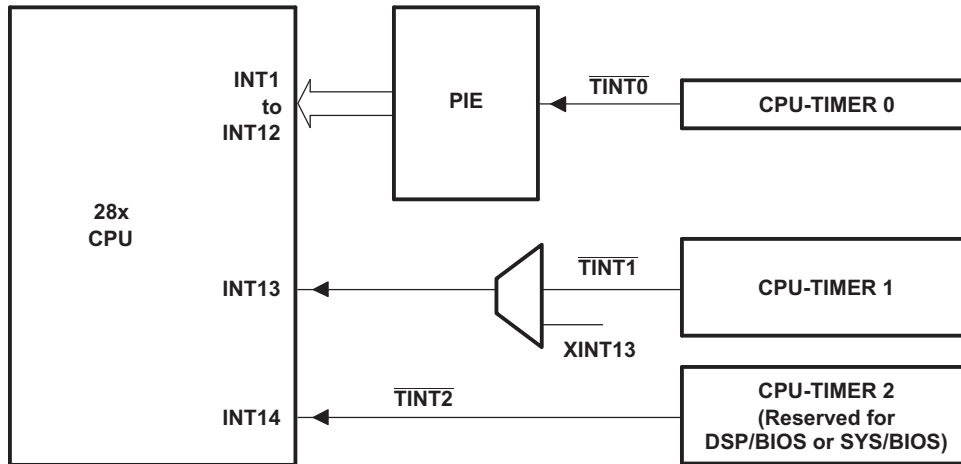 INT1
to
INT12
PIE
TINT0
CPU-TIMER 0
28x
CPU
INT13
TINT1
CPU-TIMER 1
XINT13
INT14
TINT2
CPU-TIMER 2
(Reserved for
DSP/BIOS or SYS/BIOS)